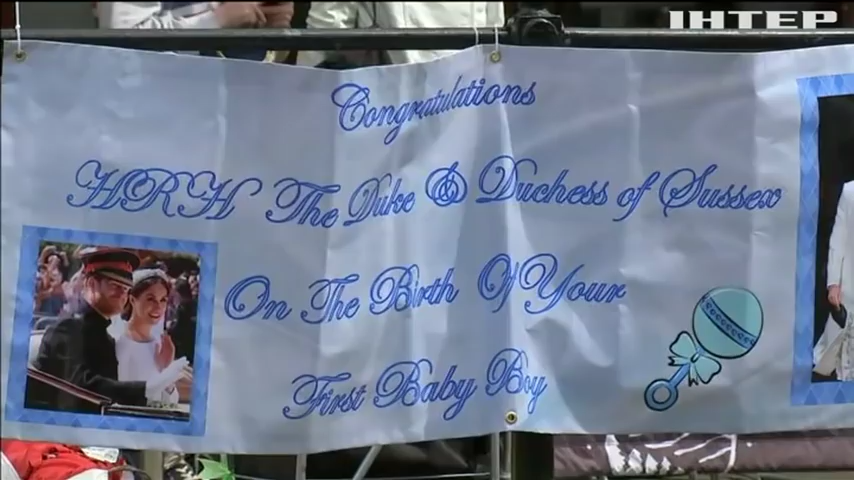 ІНТЕР
Congratulations
HRH The Duke & Duchess of Sussex
On The Birth Of Your
First Baby Boy